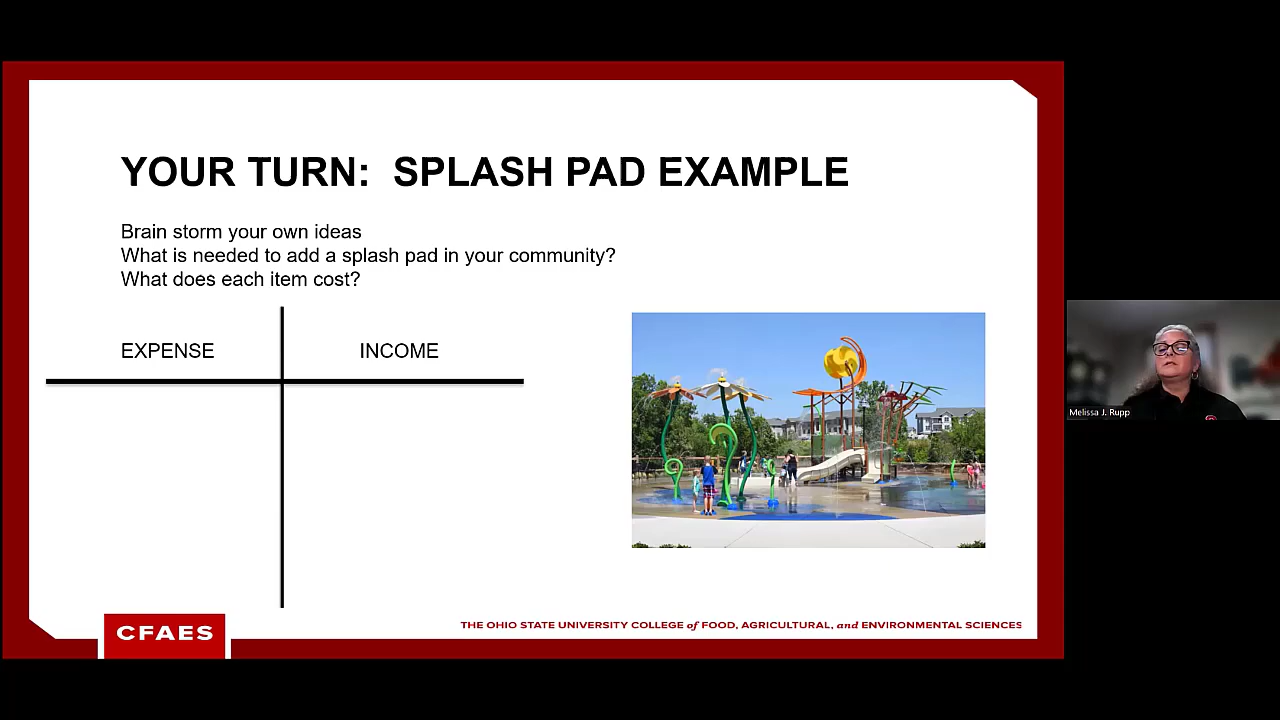 YOUR TURN:  SPLASH PAD EXAMPLE
Brain storm your own ideas
What is needed to add a splash pad in your community?
What does each item cost?
EXPENSE
INCOME
Melissa J. Rupp
CFAES
THE OHIO STATE UNIVERSITY COLLEGE of FOOD, AGRICULTURAL, and ENVIRONMENTAL SCIENCES